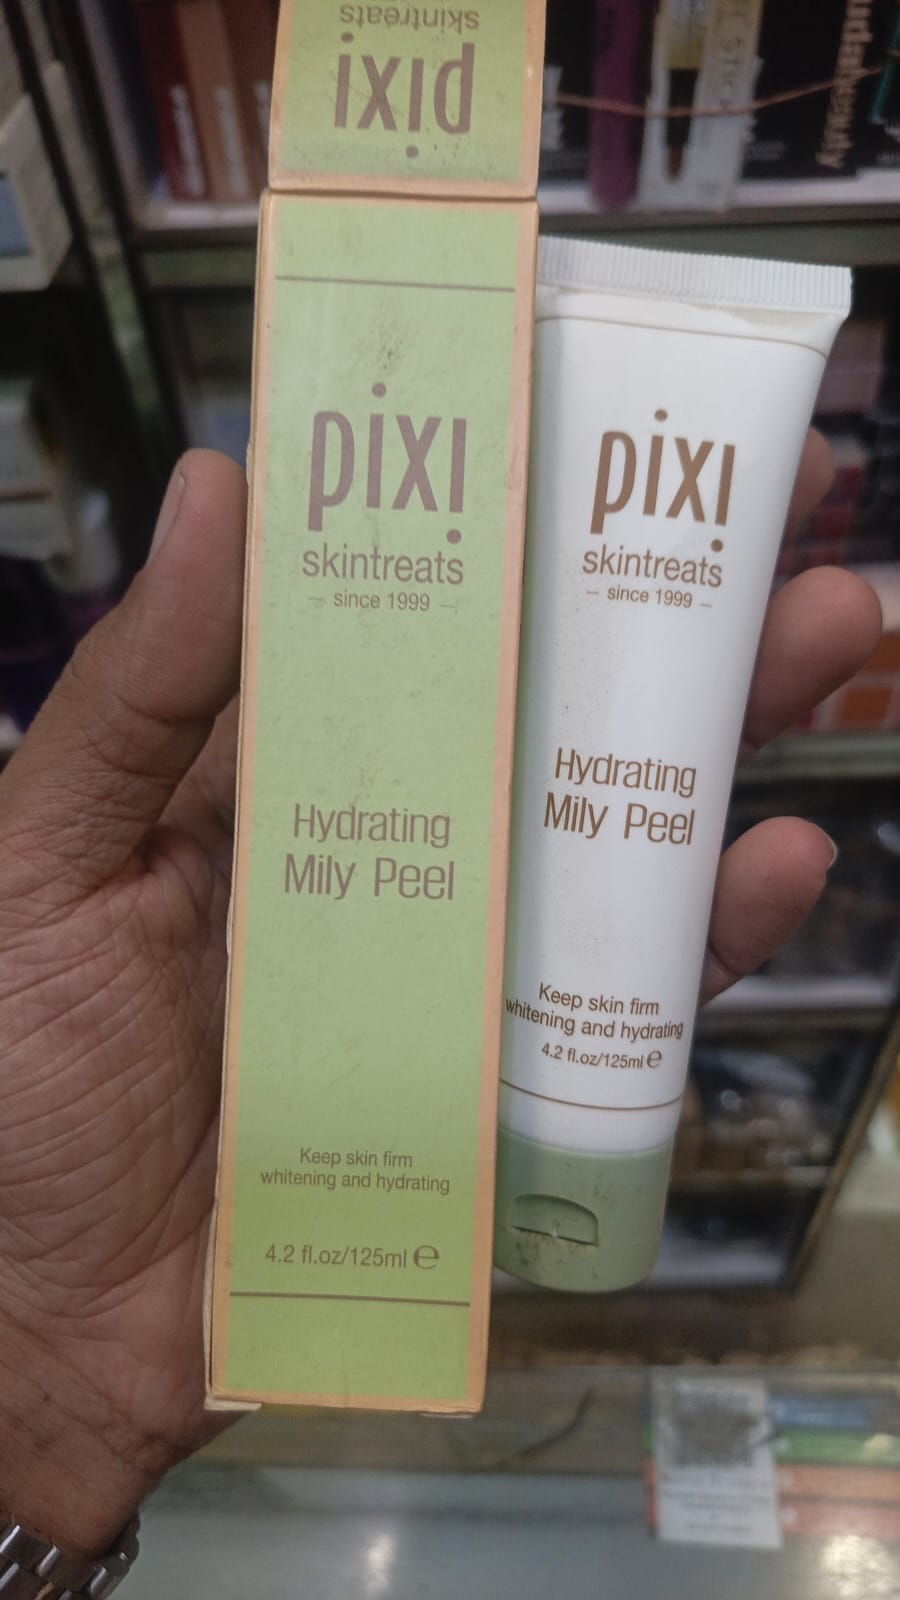 skintreats
pixi
pixi
skintreats
– since 1999 –
Hydrating
Mily Peel
Keep skin firm
whitening and hydrating
4.2 fl.oz/125ml e
pixi
skintreats
– since 1999 –
Hydrating
Mily Peel
Keep skin firm
whitening and hydrating
4.2 fl.oz/125ml e